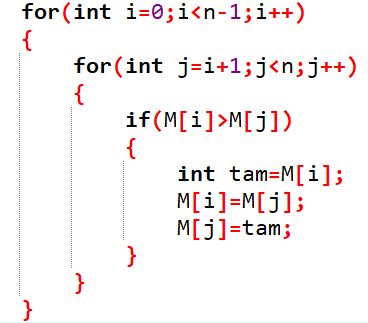 for(int i=0;i<n-1;i++)
{
for(int j=i+1;j<n;j++)
{
if(M[i]>M[j])
{
int tam=M[i];
M[i]=M[j];
M[j]=tam;
}
}
}